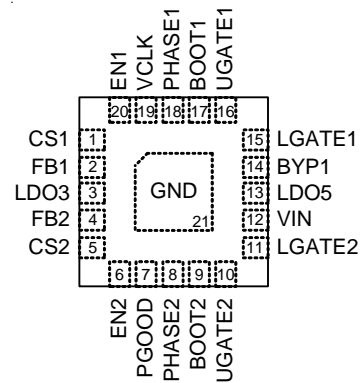 EN1
VCLK
PHASE1
BOOT1
UGATE1
20 19 18 17 16
CS1 1
FB1 2
LDO3 3
FB2 4
CS2 5
GND
21
15 LGATE1
14 BYP1
13 LDO5
12 VIN
11 LGATE2
6 7 8 9 10
EN2
PGOOD
PHASE2
BOOT2
UGATE2